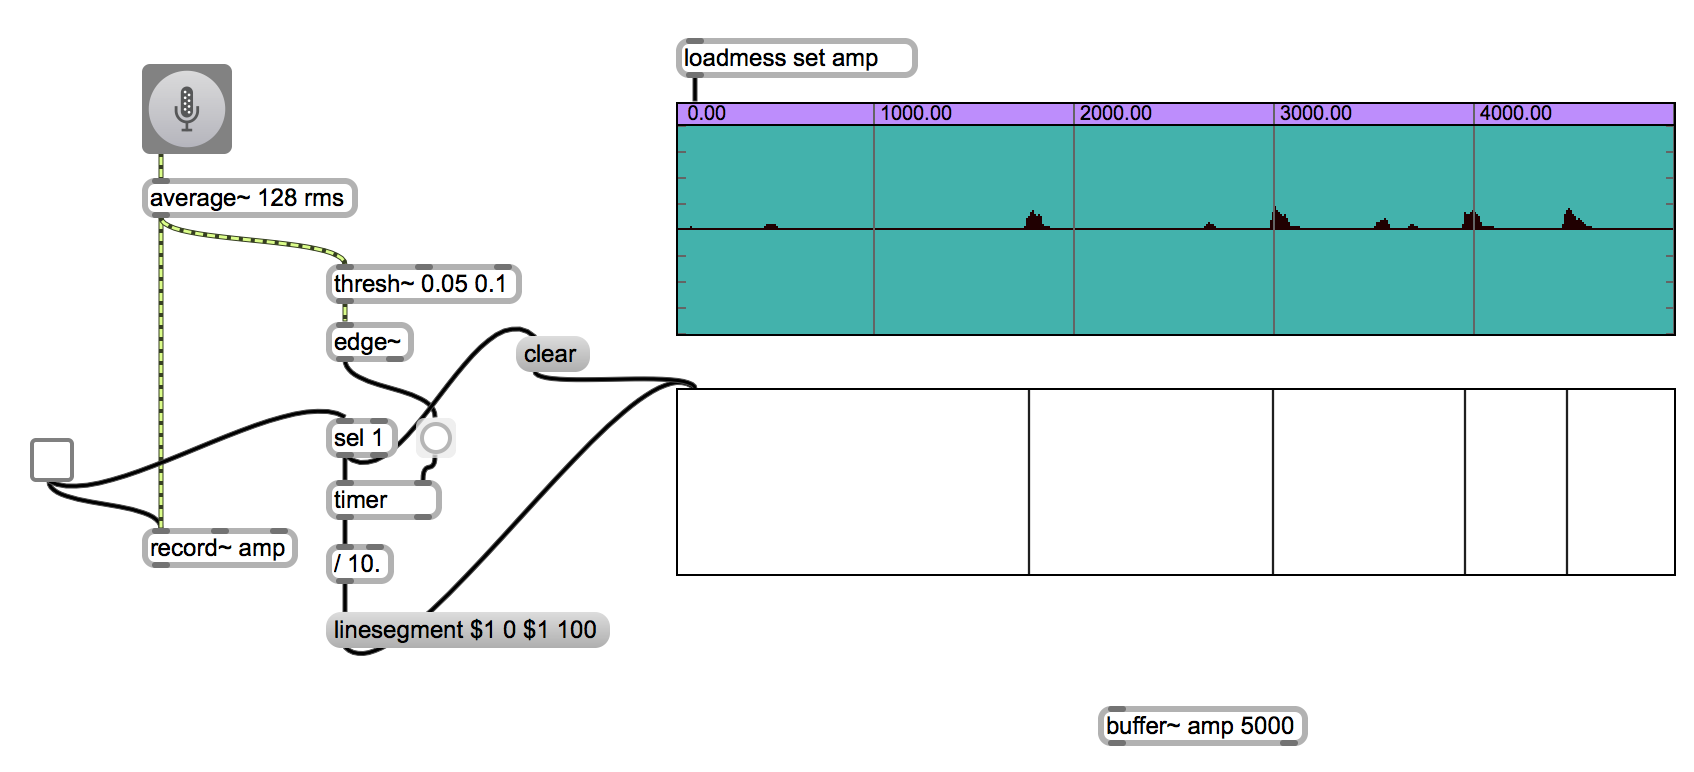 loadmess set amp
0.00 1000.00 2000.00 3000.00 4000.00
average~ 128 rms
thresh~ 0.05 0.1
edge~
clear
sel 1
timer
record~ amp
/ 10.
linesegment $1 0 $1 100
buffer~ amp 5000